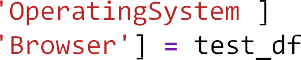 'OperatingSystem ]
'Browser'] = test_df